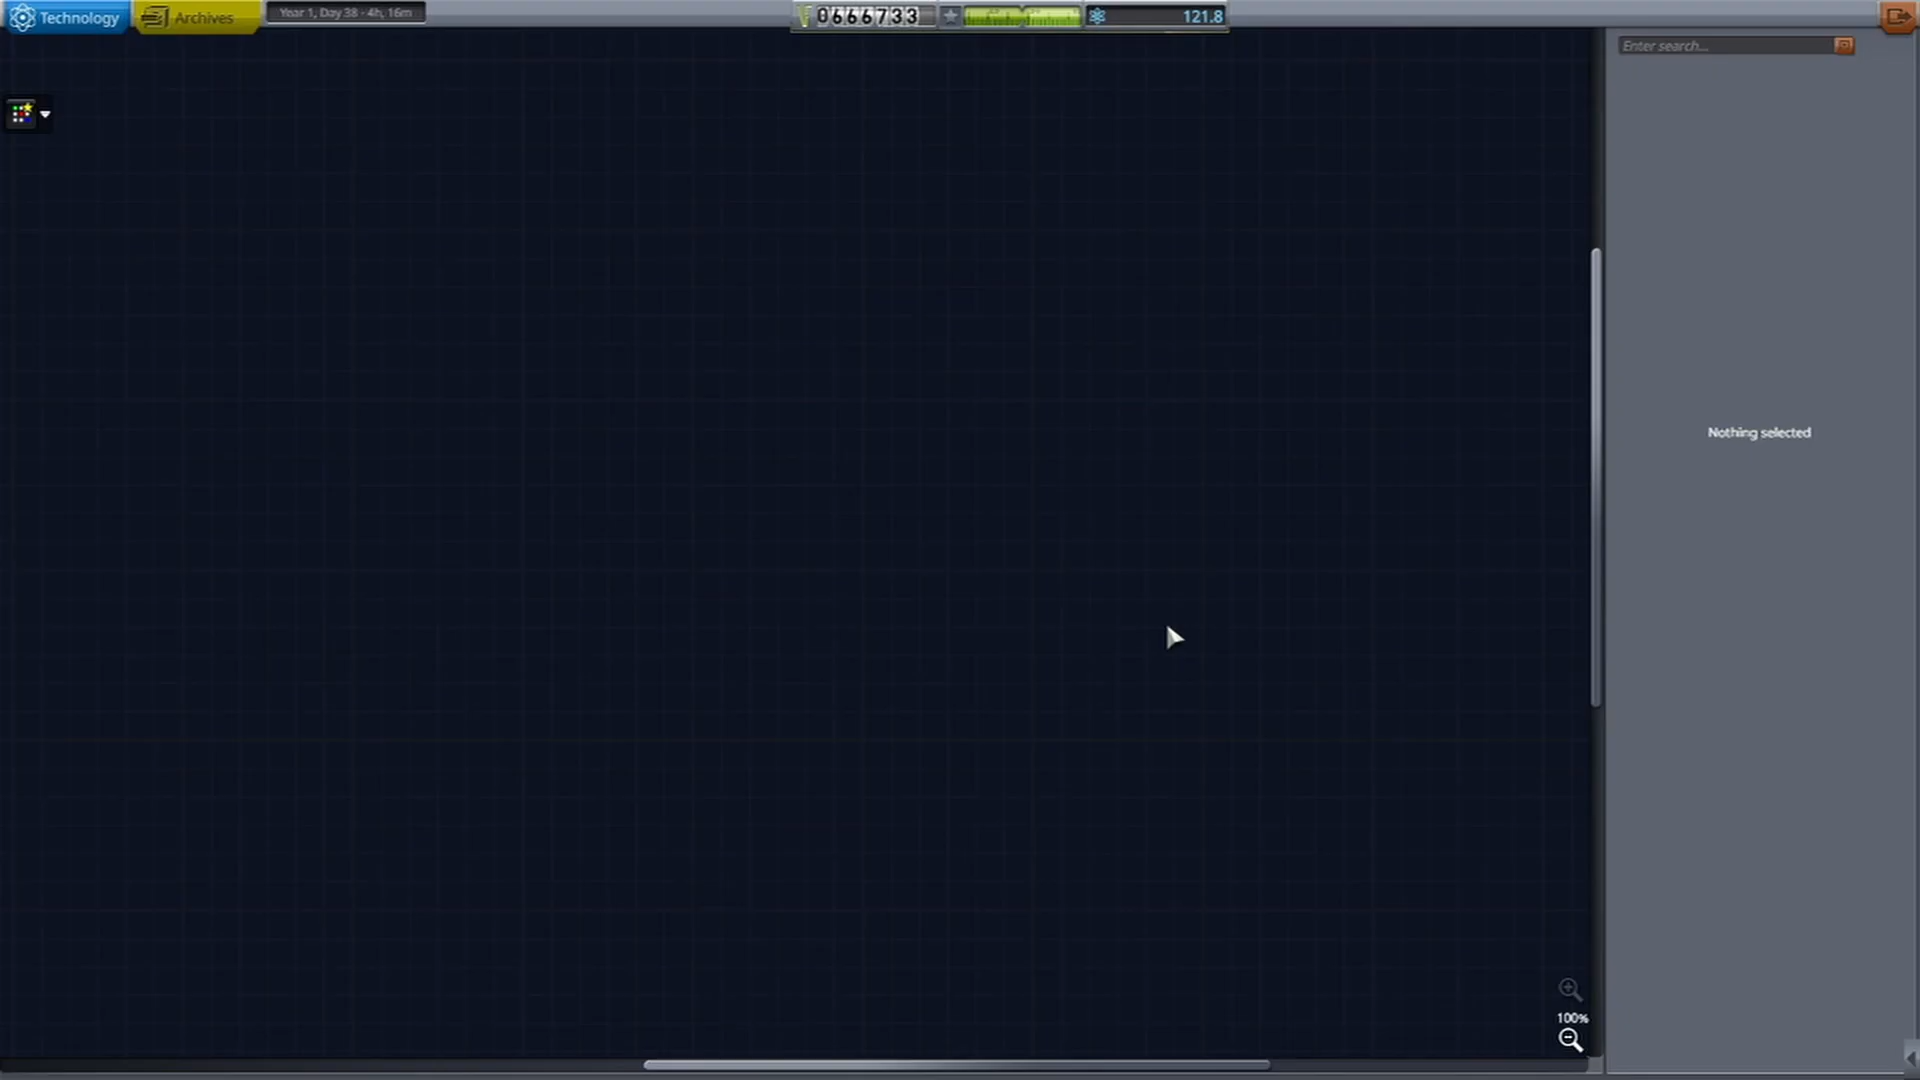 Technology
Archives
Year 1, Day 38 - 4h, 16m
0666733
121.8
Enter search...
Nothing selected
100%